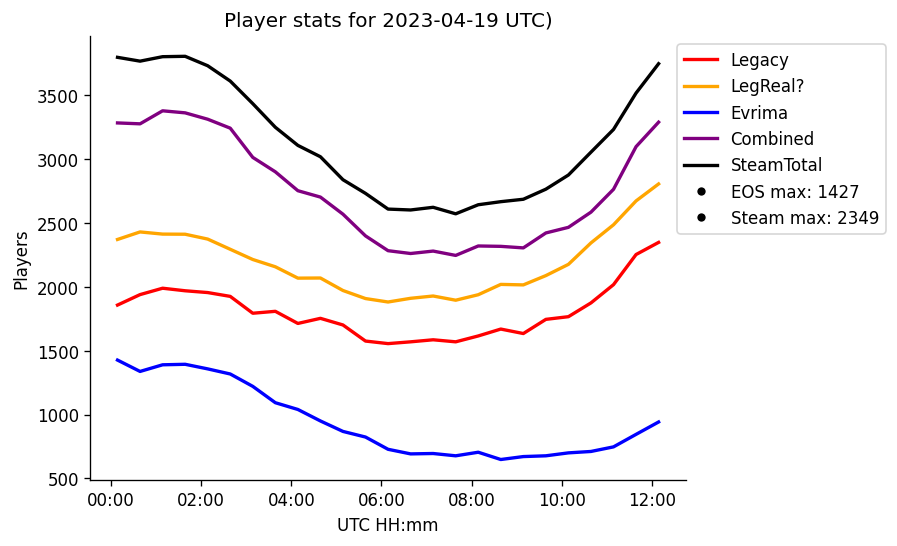 Player stats for 2023-04-19 UTC)
Legacy
LegReal?
Evrima
Combined
SteamTotal
EOS max: 1427
Steam max: 2349
Players
3500
3000
2500
2000
1500
1000
500
00:00 02:00 04:00 06:00 08:00 10:00 12:00
UTC HH:mm